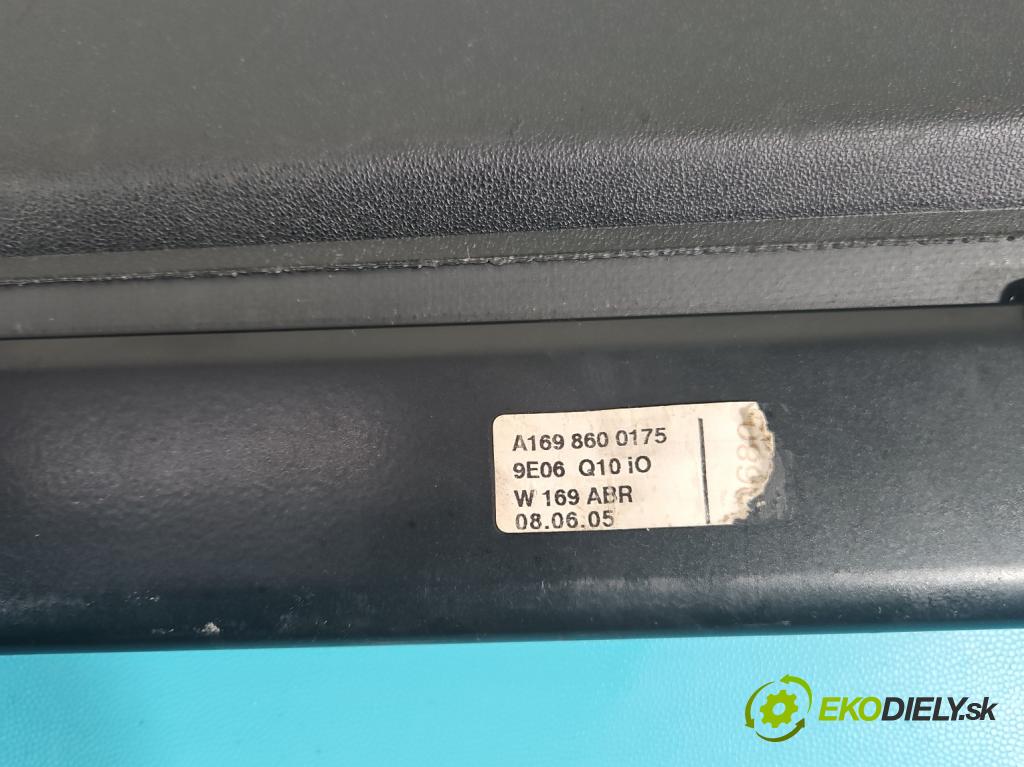 A169 860 0175
9E06 Q10 iO
W 169 ABR
08.06.05
EKODIELY.sk